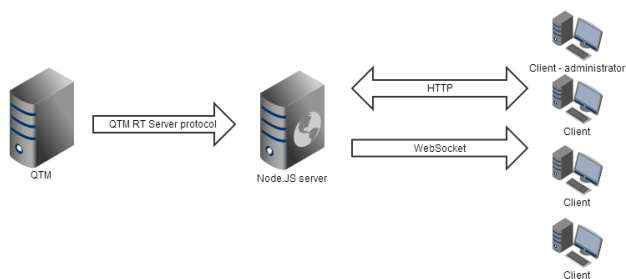 Client - administrator
HTTP
QTM RT Server protocol
Client
WebSocket
QTM
Node.JS server
Client
Client